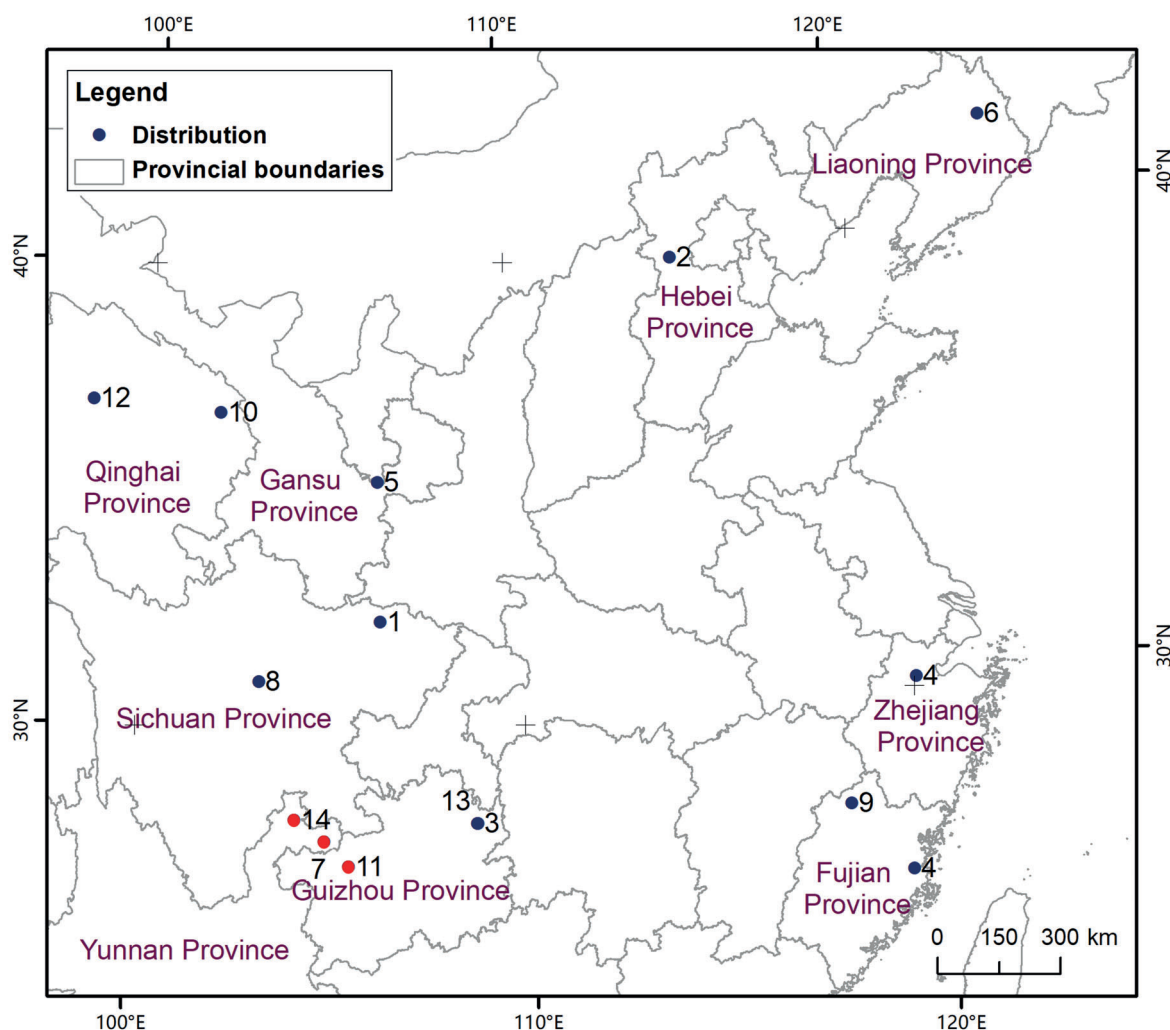 100°E
110°E
120°E
Legend
Distribution
Provincial boundaries
6
Liaoning Province
40°N
40°N
2
Hebei
Province
12
10
Qinghai
Province
Gansu
Province
5
1
8
Sichuan Province
30°N
30°N
4
Zhejiang
Province
13
3
14
7
11
Guizhou Province
9
4
Fujian
Province
Yunnan Province
0 150 300 km
100°E
110°E
120°E